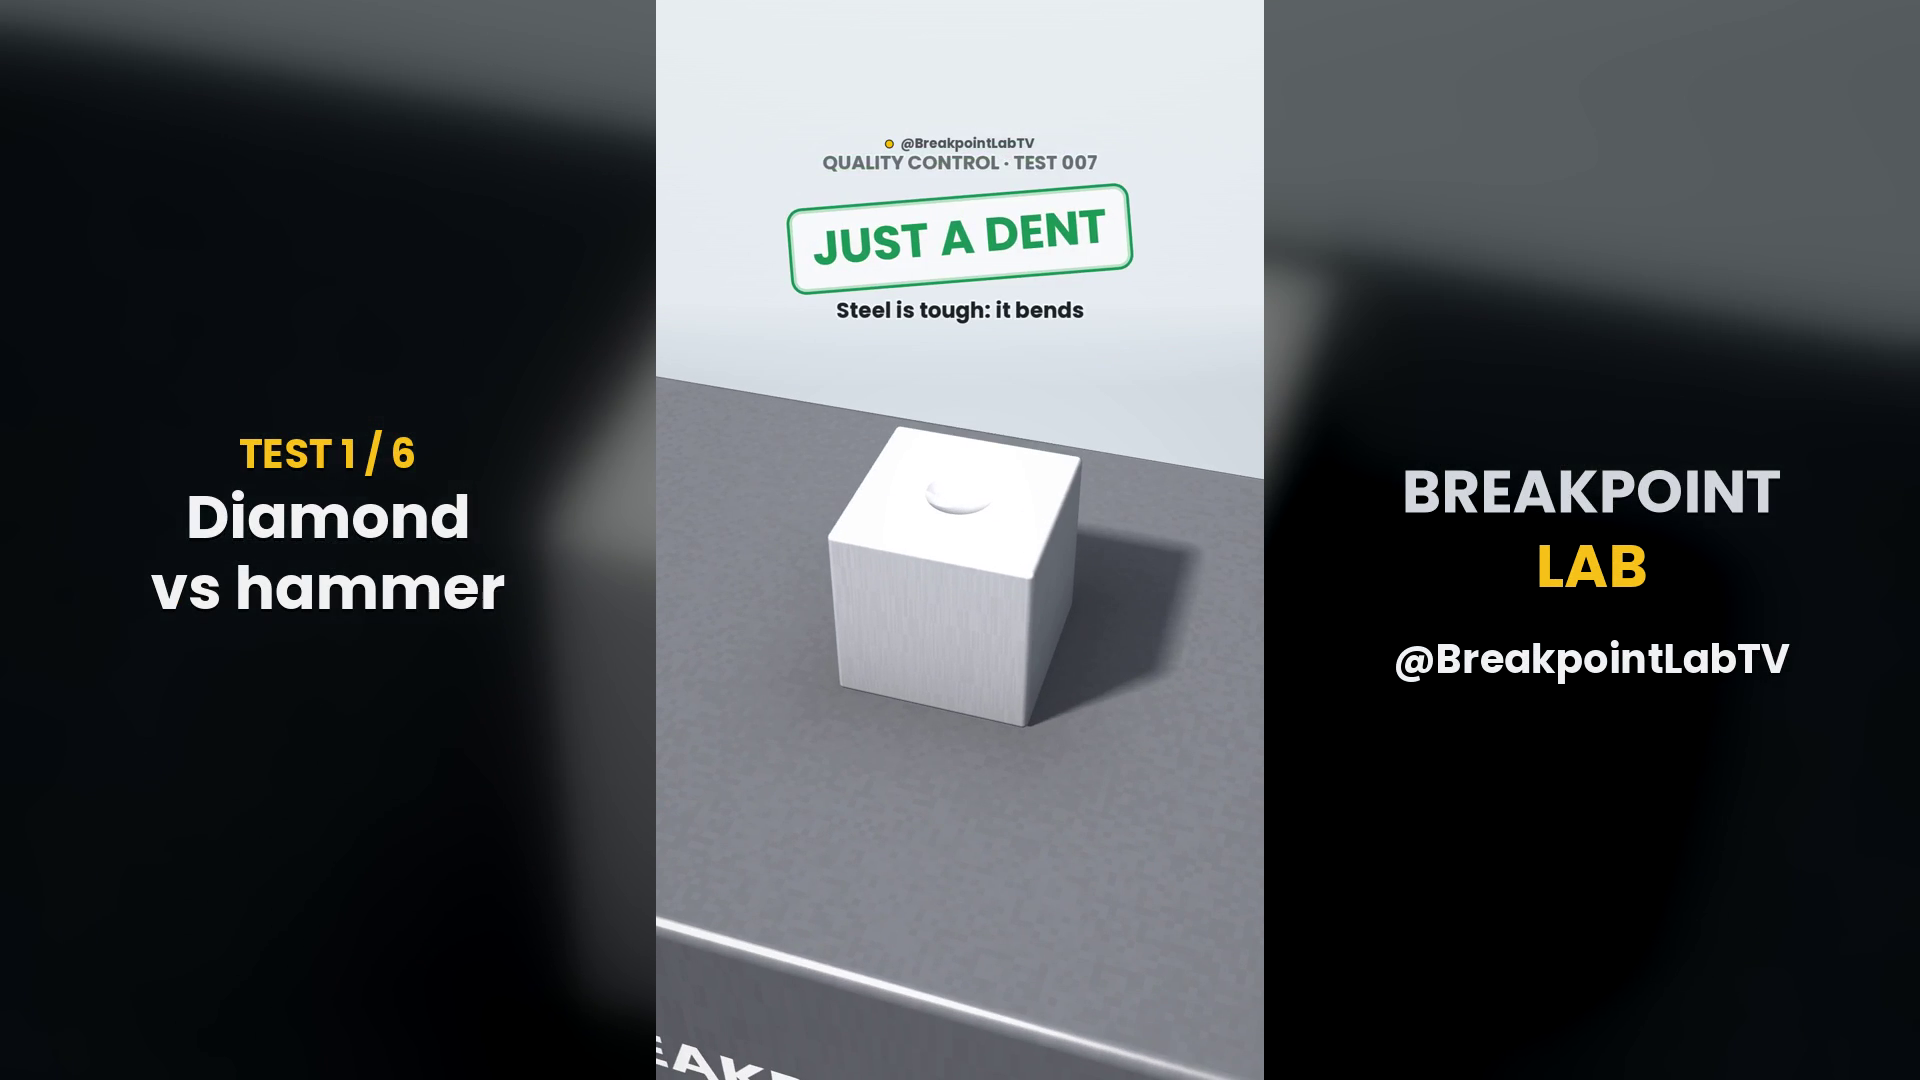 TEST 1 / 6
Diamond
vs hammer
@BreakpointLabTV
QUALITY CONTROL · TEST 007
JUST A DENT
Steel is tough: it bends
BREAKPOINT
LAB
@BreakpointLabTV